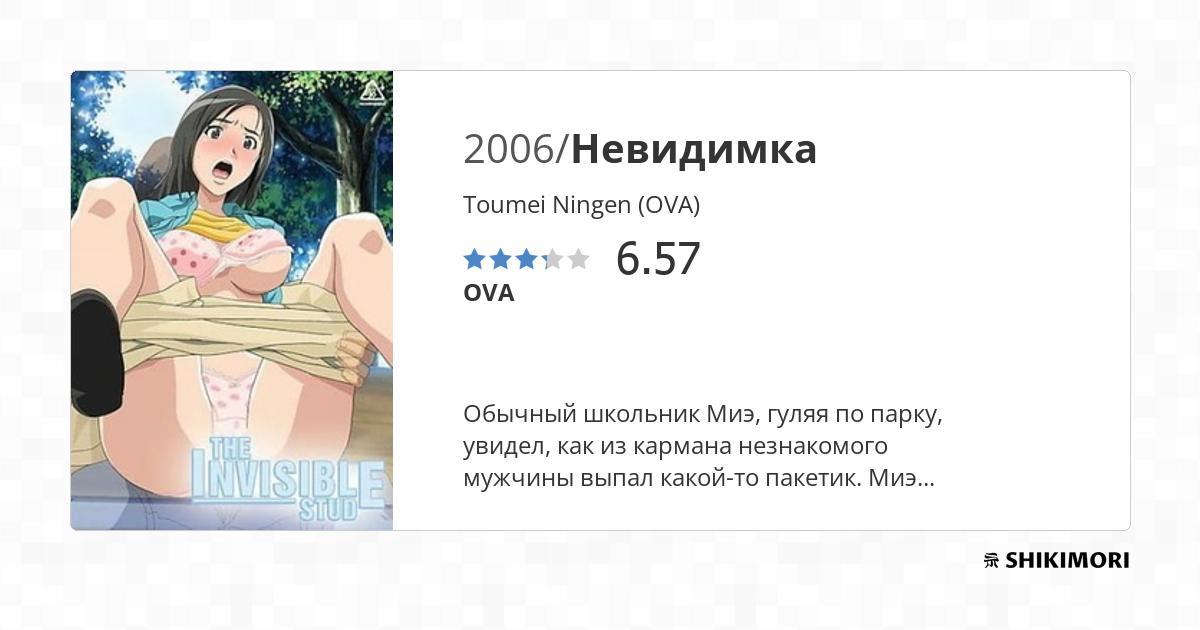 2006/Невидимка
Toumei Ningen (OVA)
6.57
OVA
Обычный школьник Миэ, гуляя по парку,
увидел, как из кармана незнакомого
мужчины выпал какой-то пакетик. Миэ...
THE
INVISIBLE
STUD
SHIKIMORI